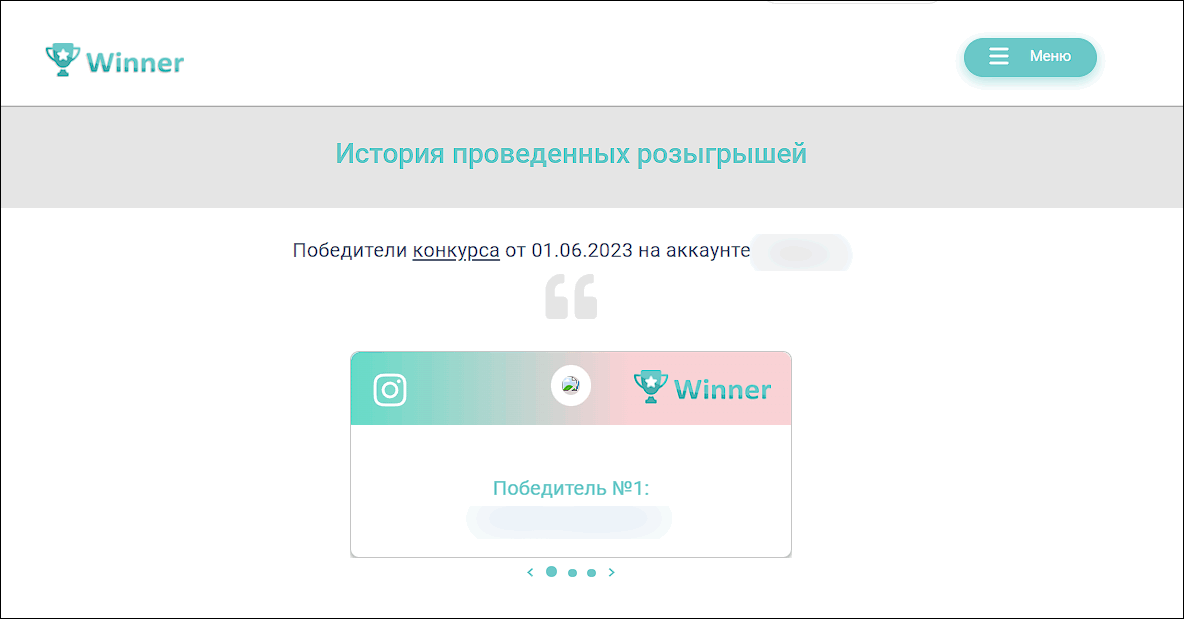 Winner
Меню
История проведенных розыгрышей
Победители конкурса от 01.06.2023 на аккаунте
Winner
Победитель №1: